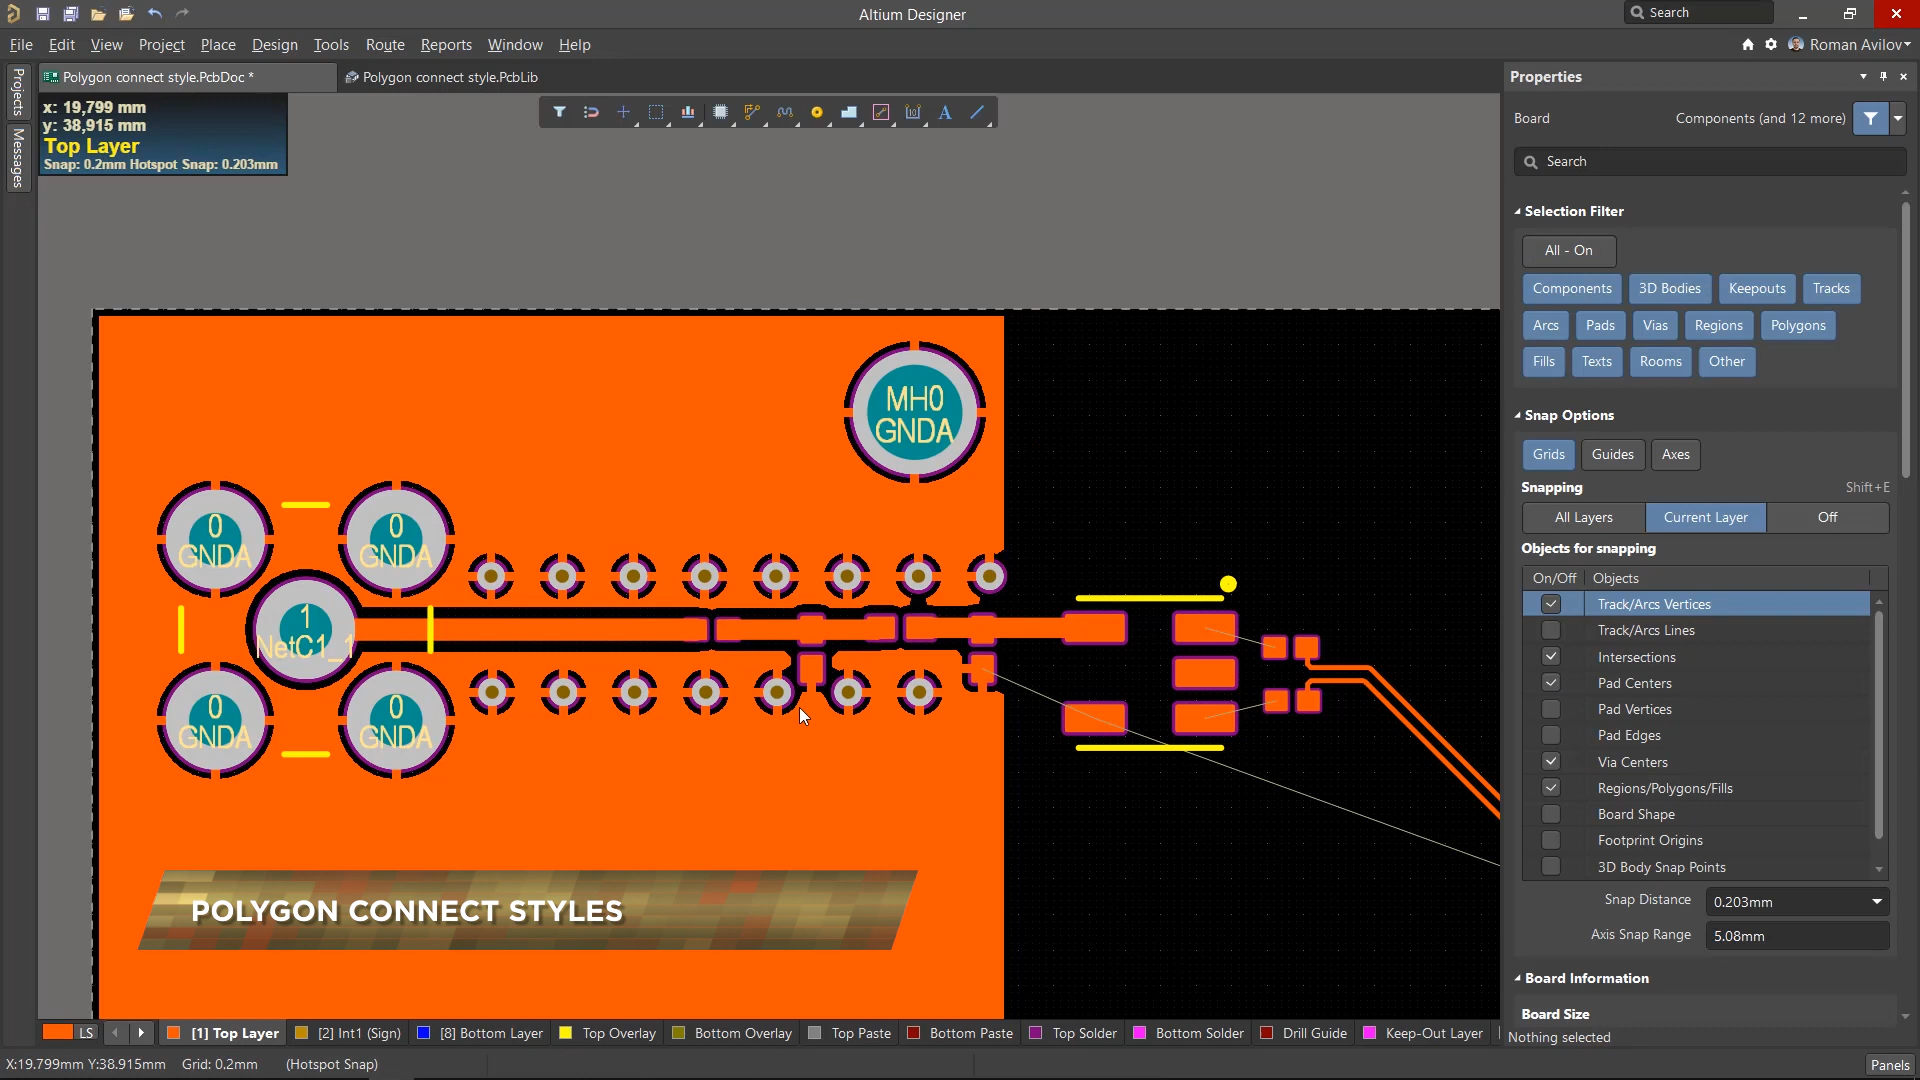 Altium Designer
Search
File Edit View Project Place Design Tools Route Reports Window Help
Roman Avilov
Projects
Messages
Polygon connect style.PcbDoc *
Polygon connect style.PcbLib
x: 19,799 mm
y: 38,915 mm
Top Layer
Snap: 0.2mm Hotspot Snap: 0.203mm
MH0
GNDA
0
GNDA
0
GNDA
1
NetC1_1
0
GNDA
0
GNDA
POLYGON CONNECT STYLES
Properties
Board
Components (and 12 more)
Search
Selection Filter
All - On
Components 3D Bodies Keepouts Tracks
Arcs Pads Vias Regions Polygons
Fills Texts Rooms Other
Snap Options
Grids Guides Axes
Snapping Shift+E
All Layers Current Layer Off
Objects for snapping
On/Off Objects
Track/Arcs Vertices
Track/Arcs Lines
Intersections
Pad Centers
Pad Vertices
Pad Edges
Via Centers
Regions/Polygons/Fills
Board Shape
Footprint Origins
3D Body Snap Points
Snap Distance 0.203mm
Axis Snap Range 5.08mm
Board Information
Board Size
Nothing selected
LS [1] Top Layer [2] Int1 (Sign) [8] Bottom Layer Top Overlay Bottom Overlay Top Paste Bottom Paste Top Solder Bottom Solder Drill Guide Keep-Out Layer
X:19.799mm Y:38.915mm Grid: 0.2mm (Hotspot Snap)
Panels